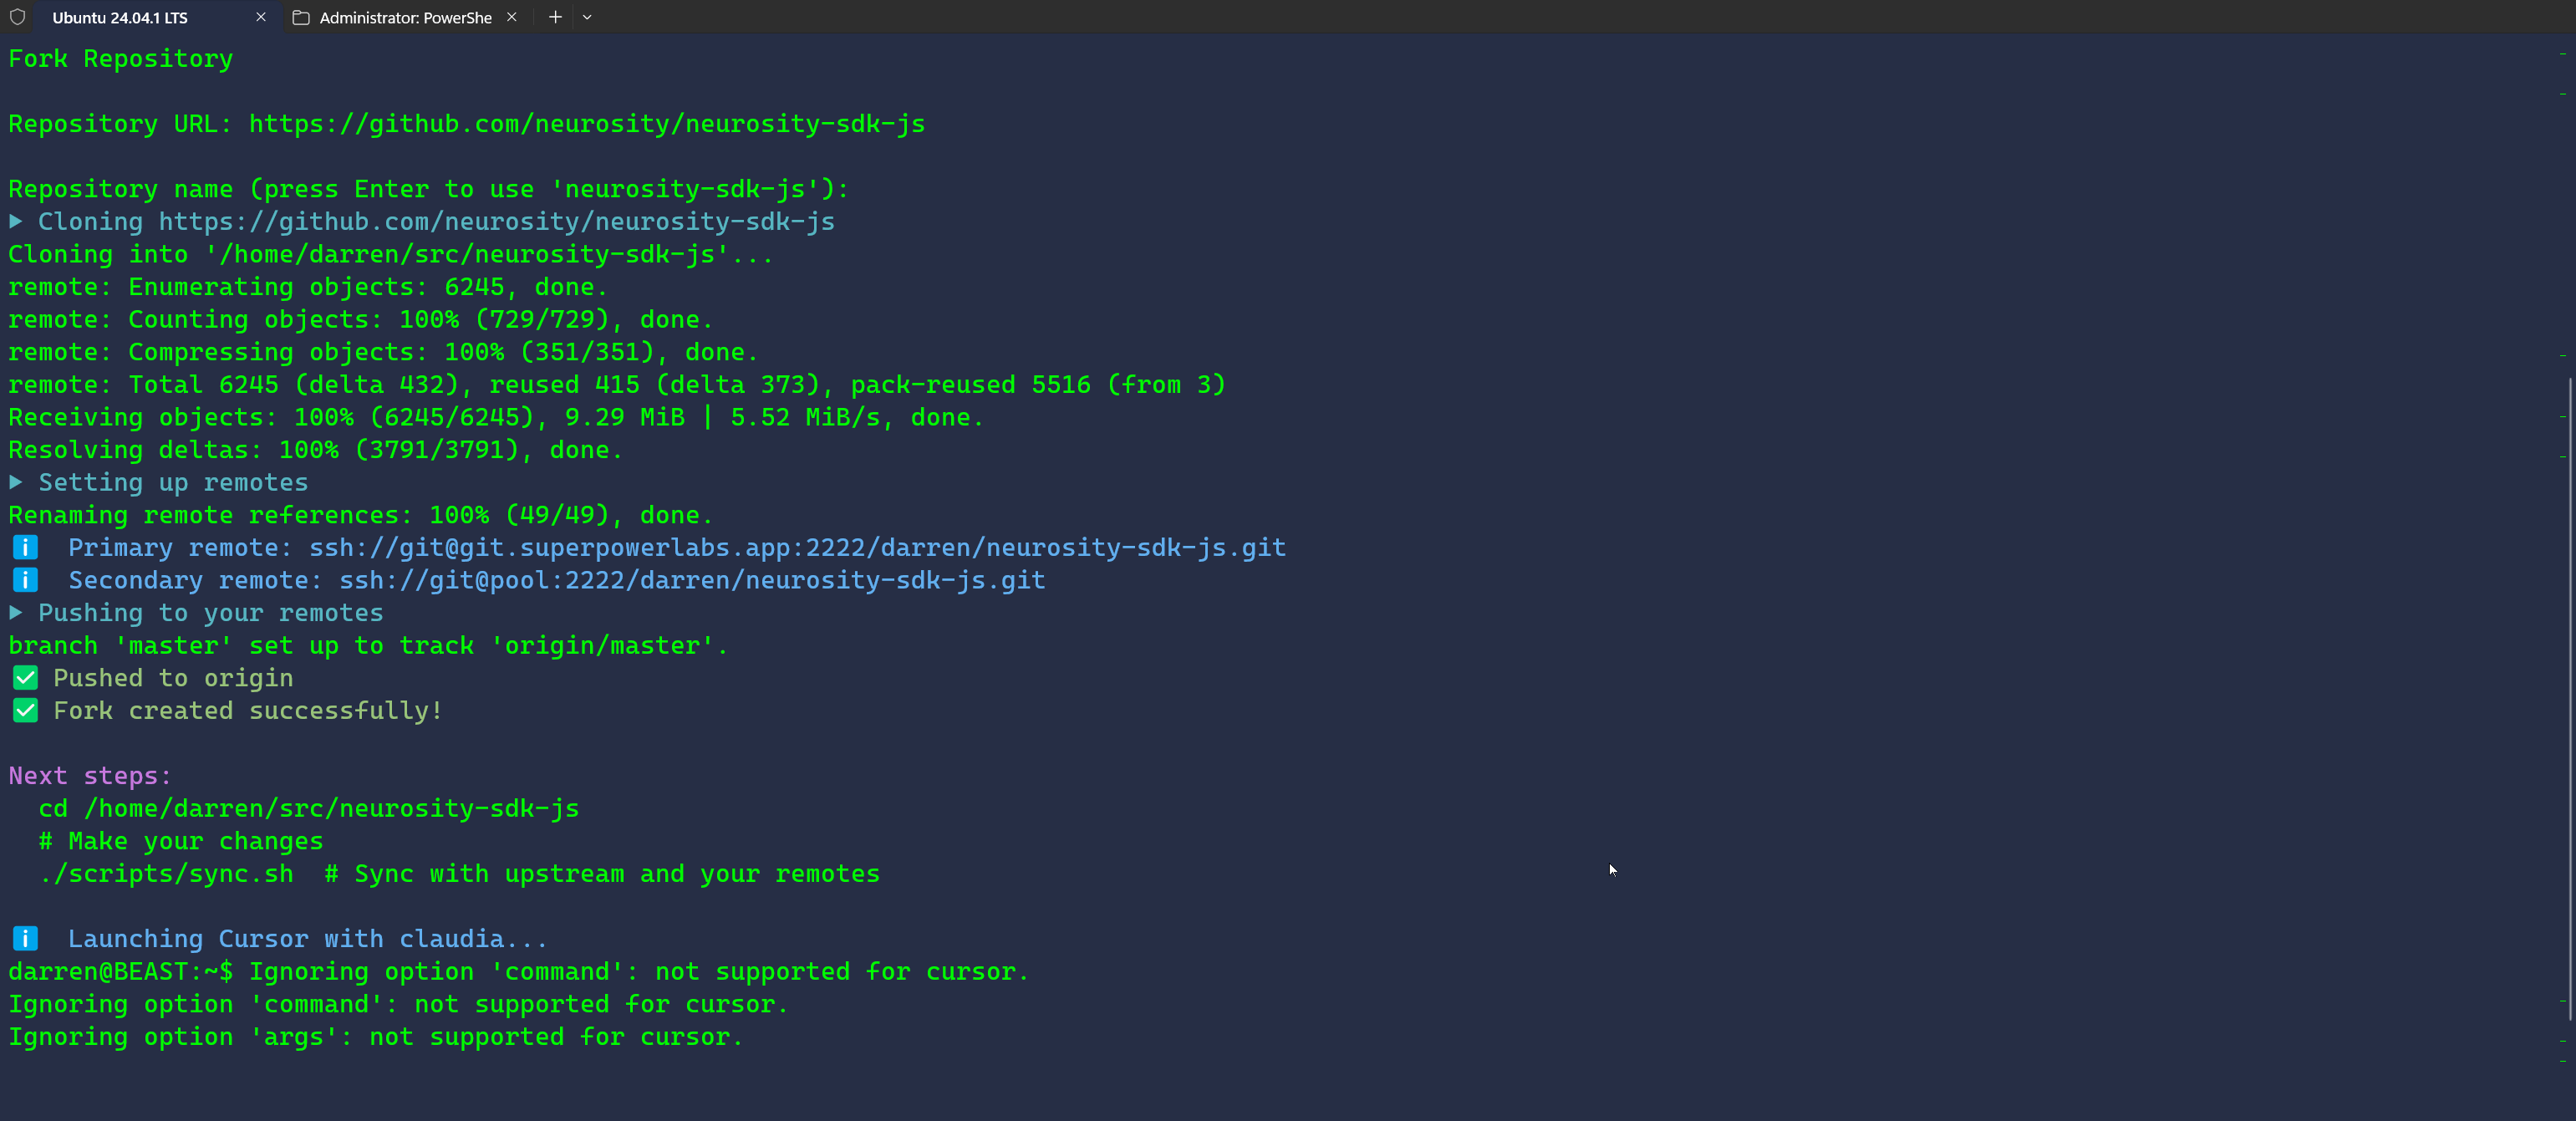 Ubuntu 24.04.1 LTS
Administrator: PowerShe
Fork Repository
Repository URL: https://github.com/neurosity/neurosity-sdk-js
Repository name (press Enter to use 'neurosity-sdk-js'):
▶ Cloning https://github.com/neurosity/neurosity-sdk-js
Cloning into '/home/darren/src/neurosity-sdk-js'...
remote: Enumerating objects: 6245, done.
remote: Counting objects: 100% (729/729), done.
remote: Compressing objects: 100% (351/351), done.
remote: Total 6245 (delta 432), reused 415 (delta 373), pack-reused 5516 (from 3)
Receiving objects: 100% (6245/6245), 9.29 MiB | 5.52 MiB/s, done.
Resolving deltas: 100% (3791/3791), done.
▶ Setting up remotes
Renaming remote references: 100% (49/49), done.
ℹ️ Primary remote: ssh://git@git.superpowerlabs.app:2222/darren/neurosity-sdk-js.git
ℹ️ Secondary remote: ssh://git@pool:2222/darren/neurosity-sdk-js.git
▶ Pushing to your remotes
branch 'master' set up to track 'origin/master'.
✅ Pushed to origin
✅ Fork created successfully!
Next steps:
cd /home/darren/src/neurosity-sdk-js
# Make your changes
./scripts/sync.sh # Sync with upstream and your remotes
ℹ️ Launching Cursor with claudia...
darren@BEAST:~$ Ignoring option 'command': not supported for cursor.
Ignoring option 'command': not supported for cursor.
Ignoring option 'args': not supported for cursor.